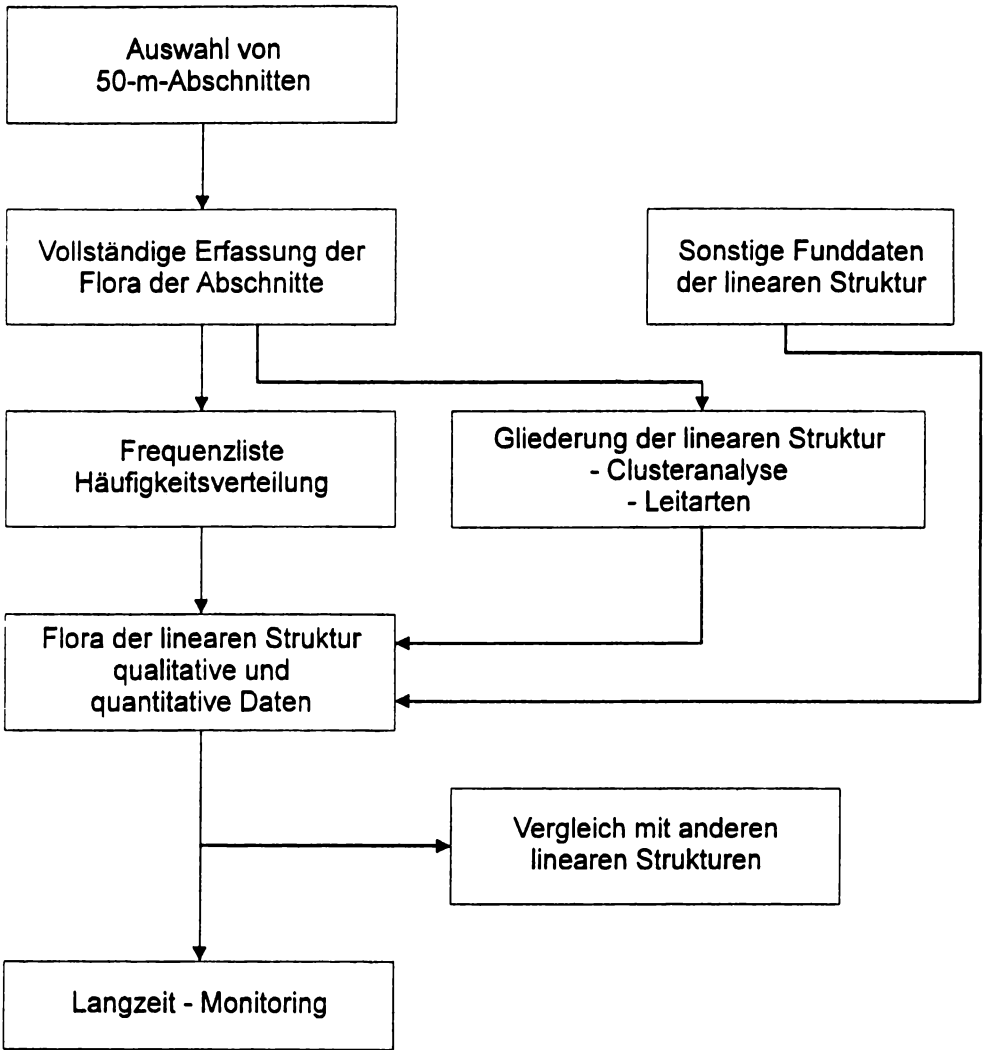 Auswahl von
50-m-Abschnitten
Vollständige Erfassung der
Flora der Abschnitte
Sonstige Funddaten
der linearen Struktur
Frequenzliste
Häufigkeitsverteilung
Gliederung der linearen Struktur
- Clusteranalyse
- Leitarten
Flora der linearen Struktur
qualitative und
quantitative Daten
Vergleich mit anderen
linearen Strukturen
Langzeit - Monitoring